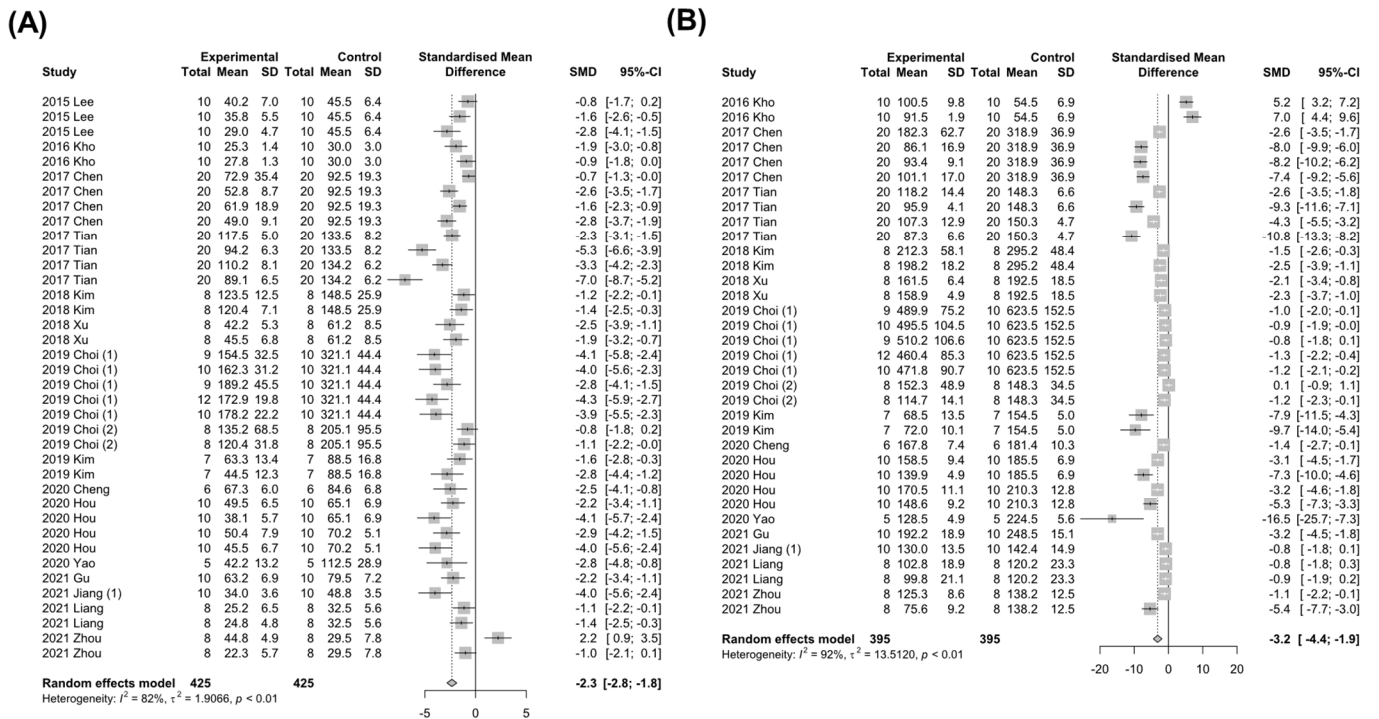 (A)
Experimental Control Standardised Mean
Study Total Mean SD Total Mean SD Difference SMD 95%-CI
2015 Lee 10 40.2 7.0 10 45.5 6.4 -0.8 [-1.7; 0.2]
2015 Lee 10 35.8 5.5 10 45.5 6.4 -1.6 [-2.6; -0.5]
2015 Lee 10 29.0 4.7 10 45.5 6.4 -2.8 [-4.1; -1.5]
2016 Kho 10 25.3 1.4 10 30.0 3.0 -1.9 [-3.0; -0.8]
2016 Kho 10 27.8 1.3 10 30.0 3.0 -0.9 [-1.8; 0.0]
2017 Chen 20 72.9 35.4 20 92.5 19.3 -0.7 [-1.3; -0.0]
2017 Chen 20 52.8 8.7 20 92.5 19.3 -2.6 [-3.5; -1.7]
2017 Chen 20 61.9 18.9 20 92.5 19.3 -1.6 [-2.3; -0.9]
2017 Chen 20 49.0 9.1 20 92.5 19.3 -2.8 [-3.7; -1.9]
2017 Tian 20 117.5 5.0 20 133.5 8.2 -2.3 [-3.1; -1.5]
2017 Tian 20 94.2 6.3 20 133.5 8.2 -5.3 [-6.6; -3.9]
2017 Tian 20 110.2 8.1 20 134.2 6.2 -3.3 [-4.2; -2.3]
2017 Tian 20 89.1 6.5 20 134.2 6.2 -7.0 [-8.7; -5.2]
2018 Kim 8 123.5 12.5 8 148.5 25.9 -1.2 [-2.2; -0.1]
2018 Kim 8 120.4 7.1 8 148.5 25.9 -1.4 [-2.5; -0.3]
2018 Xu 8 42.2 5.3 8 61.2 8.5 -2.5 [-3.9; -1.1]
2018 Xu 8 45.5 6.8 8 61.2 8.5 -1.9 [-3.2; -0.7]
2019 Choi (1) 9 154.5 32.5 10 321.1 44.4 -4.1 [-5.8; -2.4]
2019 Choi (1) 10 162.3 31.2 10 321.1 44.4 -4.0 [-5.6; -2.3]
2019 Choi (1) 9 189.2 45.5 10 321.1 44.4 -2.8 [-4.1; -1.5]
2019 Choi (1) 12 172.9 19.8 10 321.1 44.4 -4.3 [-5.9; -2.7]
2019 Choi (1) 10 178.2 22.2 10 321.1 44.4 -3.9 [-5.5; -2.3]
2019 Choi (2) 8 135.2 68.5 8 205.1 95.5 -0.8 [-1.8; 0.2]
2019 Choi (2) 8 120.4 31.8 8 205.1 95.5 -1.1 [-2.2; -0.0]
2019 Kim 7 63.3 13.4 7 88.5 16.8 -1.6 [-2.8; -0.3]
2019 Kim 7 44.5 12.3 7 88.5 16.8 -2.8 [-4.4; -1.2]
2020 Cheng 6 67.3 6.0 6 84.6 6.8 -2.5 [-4.1; -0.8]
2020 Hou 10 49.5 6.5 10 65.1 6.9 -2.2 [-3.4; -1.1]
2020 Hou 10 38.1 5.7 10 65.1 6.9 -4.1 [-5.7; -2.4]
2020 Hou 10 50.4 7.9 10 70.2 5.1 -2.9 [-4.2; -1.5]
2020 Hou 10 45.5 6.7 10 70.2 5.1 -4.0 [-5.6; -2.4]
2020 Yao 5 42.2 13.2 5 112.5 28.9 -2.8 [-4.8; -0.8]
2021 Gu 10 63.2 6.9 10 79.5 7.2 -2.2 [-3.4; -1.1]
2021 Jiang (1) 10 34.0 3.6 10 48.8 3.5 -4.0 [-5.6; -2.4]
2021 Liang 8 25.2 6.5 8 32.5 5.6 -1.1 [-2.2; -0.1]
2021 Liang 8 24.8 4.8 8 32.5 5.6 -1.4 [-2.5; -0.3]
2021 Zhou 8 44.8 4.9 8 29.5 7.8 2.2 [ 0.9; 3.5]
2021 Zhou 8 22.3 5.7 8 29.5 7.8 -1.0 [-2.1; 0.1]
Random effects model 425 425 -2.3 [-2.8; -1.8]
Heterogeneity: I² = 82%, τ² = 1.9066, p < 0.01
-5 0 5
(B)
Experimental Control Standardised Mean
Study Total Mean SD Total Mean SD Difference SMD 95%-CI
2016 Kho 10 100.5 9.8 10 54.5 6.9 5.2 [ 3.2; 7.2]
2016 Kho 10 91.5 1.9 10 54.5 6.9 7.0 [ 4.4; 9.6]
2017 Chen 20 182.3 62.7 20 318.9 36.9 -2.6 [-3.5; -1.7]
2017 Chen 20 86.1 16.9 20 318.9 36.9 -8.0 [-9.9; -6.0]
2017 Chen 20 93.4 9.1 20 318.9 36.9 -8.2 [-10.2; -6.2]
2017 Chen 20 101.1 17.0 20 318.9 36.9 -7.4 [-9.2; -5.6]
2017 Tian 20 118.2 14.4 20 148.3 6.6 -2.6 [-3.5; -1.8]
2017 Tian 20 95.9 4.1 20 148.3 6.6 -9.3 [-11.6; -7.1]
2017 Tian 20 107.3 12.9 20 150.3 4.7 -4.3 [-5.5; -3.2]
2017 Tian 20 87.3 6.6 20 150.3 4.7 -10.8 [-13.3; -8.2]
2018 Kim 8 212.3 58.1 8 295.2 48.4 -1.5 [-2.6; -0.3]
2018 Kim 8 198.2 18.2 8 295.2 48.4 -2.5 [-3.9; -1.1]
2018 Xu 8 161.5 6.4 8 192.5 18.5 -2.1 [-3.4; -0.8]
2018 Xu 8 158.9 4.9 8 192.5 18.5 -2.3 [-3.7; -1.0]
2019 Choi (1) 9 489.9 75.2 10 623.5 152.5 -1.0 [-2.0; -0.1]
2019 Choi (1) 10 495.5 104.5 10 623.5 152.5 -0.9 [-1.9; -0.0]
2019 Choi (1) 9 510.2 106.6 10 623.5 152.5 -0.8 [-1.8; 0.1]
2019 Choi (1) 12 460.4 85.3 10 623.5 152.5 -1.3 [-2.2; -0.4]
2019 Choi (1) 10 471.8 90.7 10 623.5 152.5 -1.2 [-2.1; -0.2]
2019 Choi (2) 8 152.3 48.9 8 148.3 34.5 0.1 [ -0.9; 1.1]
2019 Choi (2) 8 114.7 14.1 8 148.3 34.5 -1.2 [-2.3; -0.1]
2019 Kim 7 68.5 13.5 7 154.5 5.0 -7.9 [-11.5; -4.3]
2019 Kim 7 72.0 10.1 7 154.5 5.0 -9.7 [-14.0; -5.4]
2020 Cheng 6 167.8 7.4 6 181.4 10.3 -1.4 [-2.7; -0.1]
2020 Hou 10 158.5 9.4 10 185.5 6.9 -3.1 [-4.5; -1.7]
2020 Hou 10 139.9 4.9 10 185.5 6.9 -7.3 [-10.0; -4.6]
2020 Hou 10 170.5 11.1 10 210.3 12.8 -3.2 [-4.6; -1.8]
2020 Hou 10 148.6 9.2 10 210.3 12.8 -5.3 [-7.3; -3.3]
2020 Yao 5 128.5 4.9 5 224.5 5.6 -16.5 [-25.7; -7.3]
2021 Gu 10 192.2 18.9 10 248.5 15.1 -3.2 [-4.5; -1.8]
2021 Jiang (1) 10 130.0 13.5 10 142.4 14.9 -0.8 [-1.8; 0.1]
2021 Liang 8 102.8 18.9 8 120.2 23.3 -0.8 [-1.8; 0.3]
2021 Liang 8 99.8 21.1 8 120.2 23.3 -0.9 [-1.9; 0.2]
2021 Zhou 8 125.3 8.6 8 138.2 12.5 -1.1 [-2.2; -0.1]
2021 Zhou 8 75.6 9.2 8 138.2 12.5 -5.4 [-7.7; -3.0]
Random effects model 395 395 -3.2 [ -4.4; -1.9]
Heterogeneity: I² = 92%, τ² = 13.5120, p < 0.01
-20 -10 0 10 20